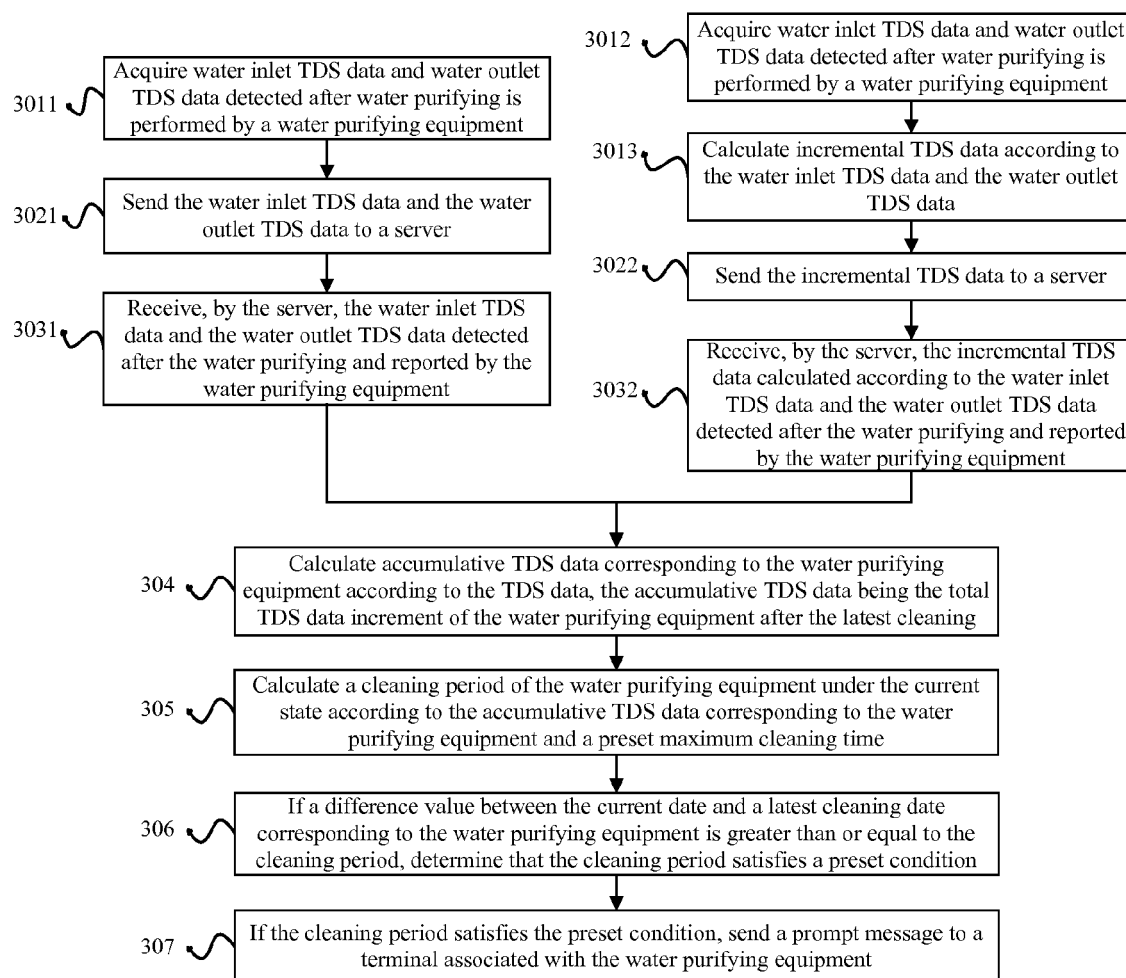 3011
Acquire water inlet TDS data and water outlet
TDS data detected after water purifying is
performed by a water purifying equipment
3021
Send the water inlet TDS data and the water
outlet TDS data to a server
3031
Receive, by the server, the water inlet TDS
data and the water outlet TDS data detected
after the water purifying and reported by the
water purifying equipment
3012
Acquire water inlet TDS data and water outlet
TDS data detected after water purifying is
performed by a water purifying equipment
3013
Calculate incremental TDS data according to
the water inlet TDS data and the water outlet
TDS data
3022
Send the incremental TDS data to a server
3032
Receive, by the server, the incremental TDS
data calculated according to the water inlet
TDS data and the water outlet TDS data
detected after the water purifying and reported
by the water purifying equipment
304
Calculate accumulative TDS data corresponding to the water purifying
equipment according to the TDS data, the accumulative TDS data being the total
TDS data increment of the water purifying equipment after the latest cleaning
305
Calculate a cleaning period of the water purifying equipment under the current
state according to the accumulative TDS data corresponding to the water
purifying equipment and a preset maximum cleaning time
306
If a difference value between the current date and a latest cleaning date
corresponding to the water purifying equipment is greater than or equal to the
cleaning period, determine that the cleaning period satisfies a preset condition
307
If the cleaning period satisfies the preset condition, send a prompt message to a
terminal associated with the water purifying equipment